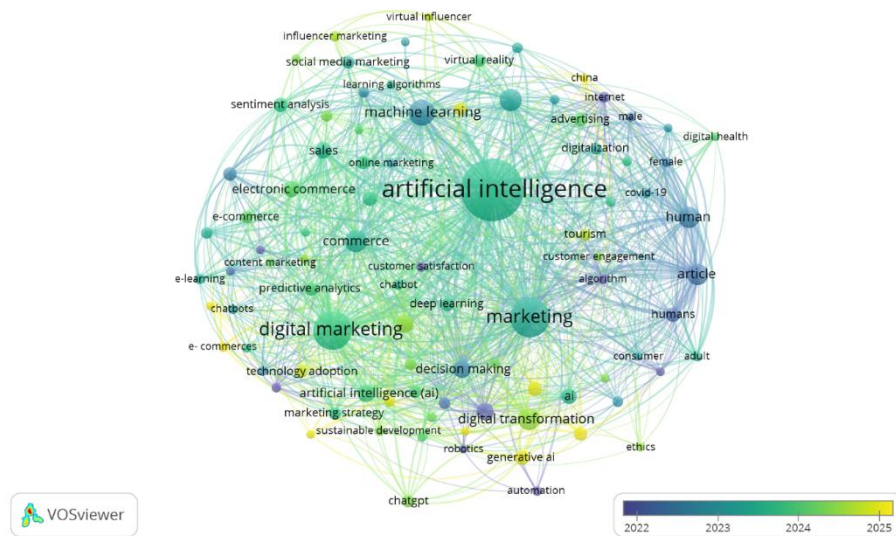 virtual influencer
influencer marketing
social media marketing
virtual reality
china
learning algorithms
internet
sentiment analysis
machine learning
advertising
male
digital health
sales
online marketing
digitalization
female
artificial intelligence
electronic commerce
covid-19
e-commerce
human
commerce
tourism
content marketing
customer satisfaction
customer engagement
e-learning
chatbot
algorithm
article
predictive analytics
deep learning
chatbots
digital marketing
marketing
humans
e- commerces
technology adoption
decision making
consumer
adult
artificial intelligence (ai)
ai
marketing strategy
digital transformation
sustainable development
robotics
generative ai
ethics
chatgpt
automation
VOSviewer
2022 2023 2024 2025